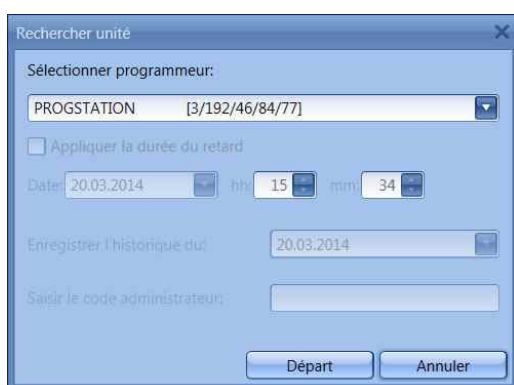 Rechercher unité
Sélectionner programmeur:
PROGSTATION [3/192/46/84/77]
Appliquer la durée du retard
Date: 20.03.2014 hh: 15 mm: 34
Enregistrer l'historique du: 20.03.2014
Saisir le code administrateur:
Départ Annuler